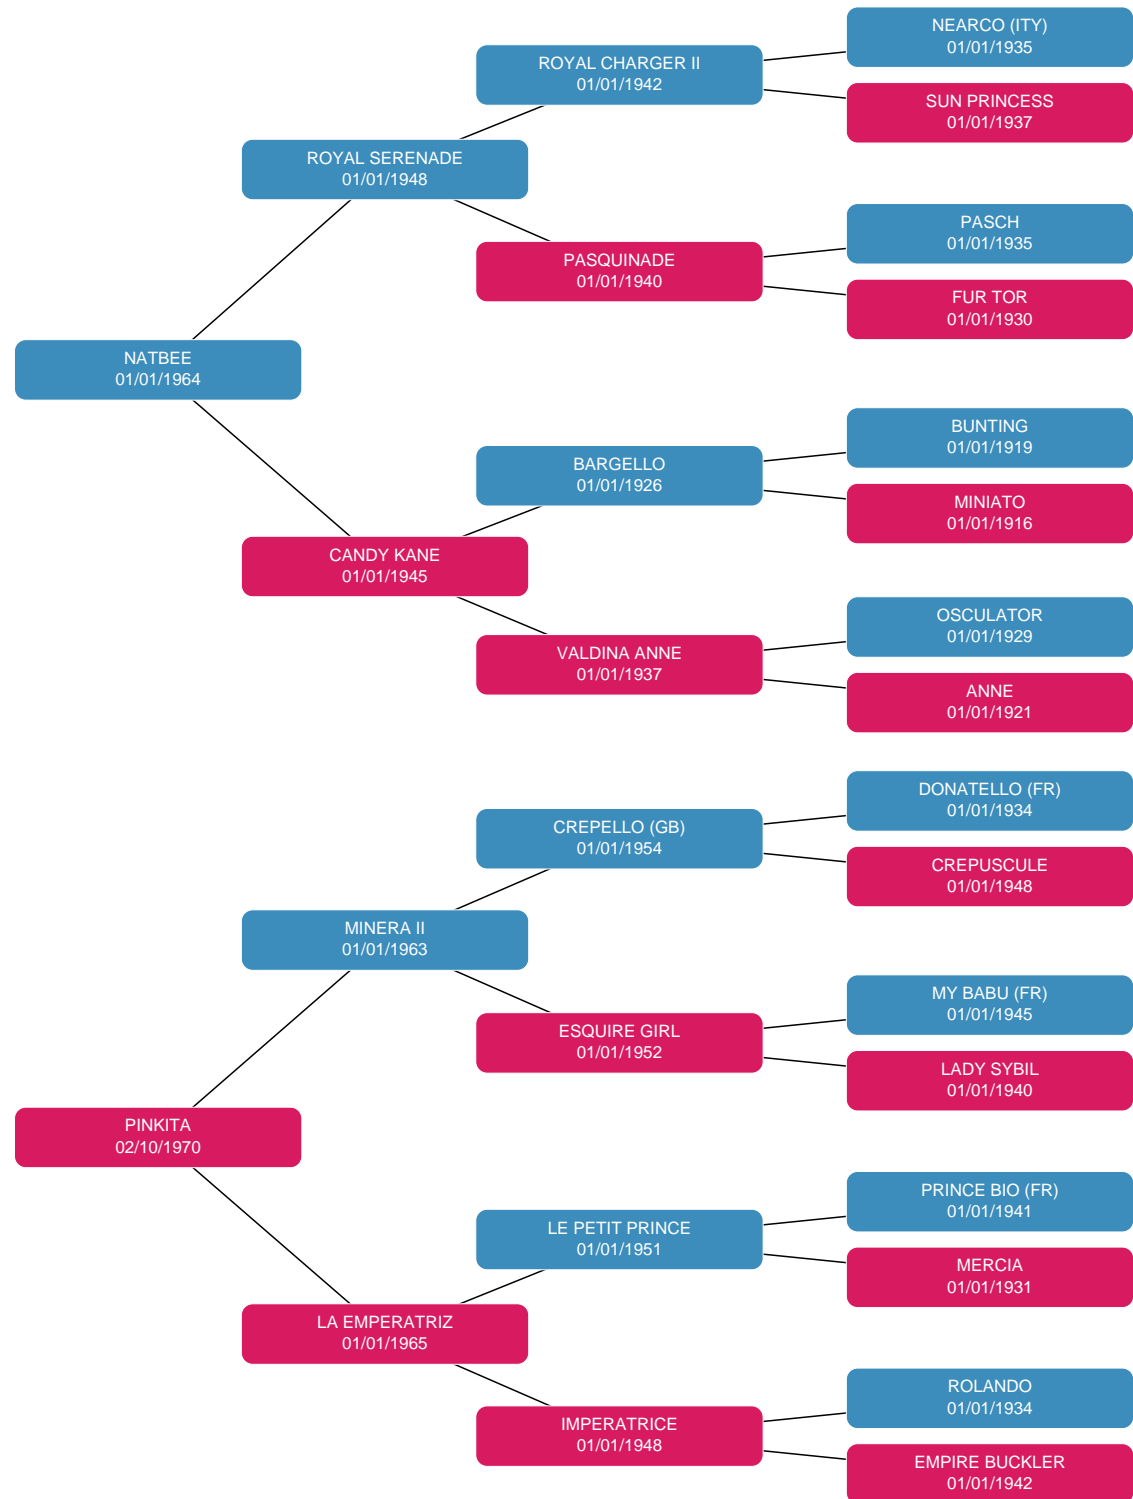 NEARCO (ITY)
01/01/1935
ROYAL CHARGER II
01/01/1942
SUN PRINCESS
01/01/1937
ROYAL SERENADE
01/01/1948
PASCH
01/01/1935
PASQUINADE
01/01/1940
FUR TOR
01/01/1930
NATBEE
01/01/1964
BUNTING
01/01/1919
BARGELLO
01/01/1926
MINIATO
01/01/1916
CANDY KANE
01/01/1945
OSCULATOR
01/01/1929
VALDINA ANNE
01/01/1937
ANNE
01/01/1921
DONATELLO (FR)
01/01/1934
CREPELLO (GB)
01/01/1954
CREPUSCULE
01/01/1948
MINERA II
01/01/1963
MY BABU (FR)
01/01/1945
ESQUIRE GIRL
01/01/1952
LADY SYBIL
01/01/1940
PINKITA
02/10/1970
PRINCE BIO (FR)
01/01/1941
LE PETIT PRINCE
01/01/1951
MERCIA
01/01/1931
LA EMPERATRIZ
01/01/1965
ROLANDO
01/01/1934
IMPERATRICE
01/01/1948
EMPIRE BUCKLER
01/01/1942